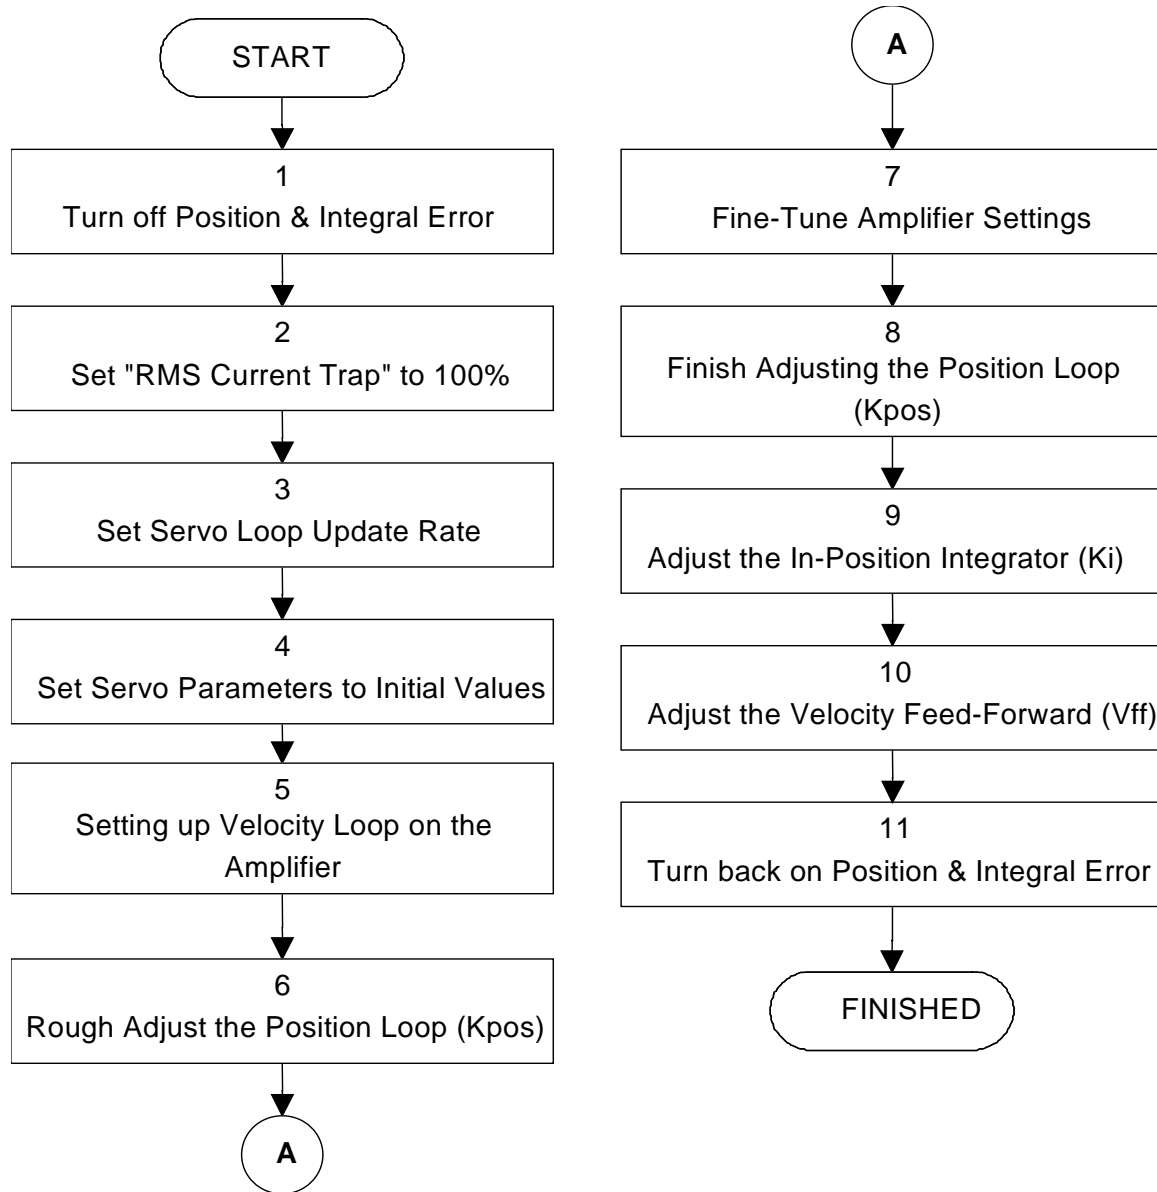 START
1
Turn off Position & Integral Error
2
Set "RMS Current Trap" to 100%
3
Set Servo Loop Update Rate
4
Set Servo Parameters to Initial Values
5
Setting up Velocity Loop on the
Amplifier
6
Rough Adjust the Position Loop (Kpos)
A
A
7
Fine-Tune Amplifier Settings
8
Finish Adjusting the Position Loop
(Kpos)
9
Adjust the In-Position Integrator (Ki)
10
Adjust the Velocity Feed-Forward (Vff)
11
Turn back on Position & Integral Error
FINISHED